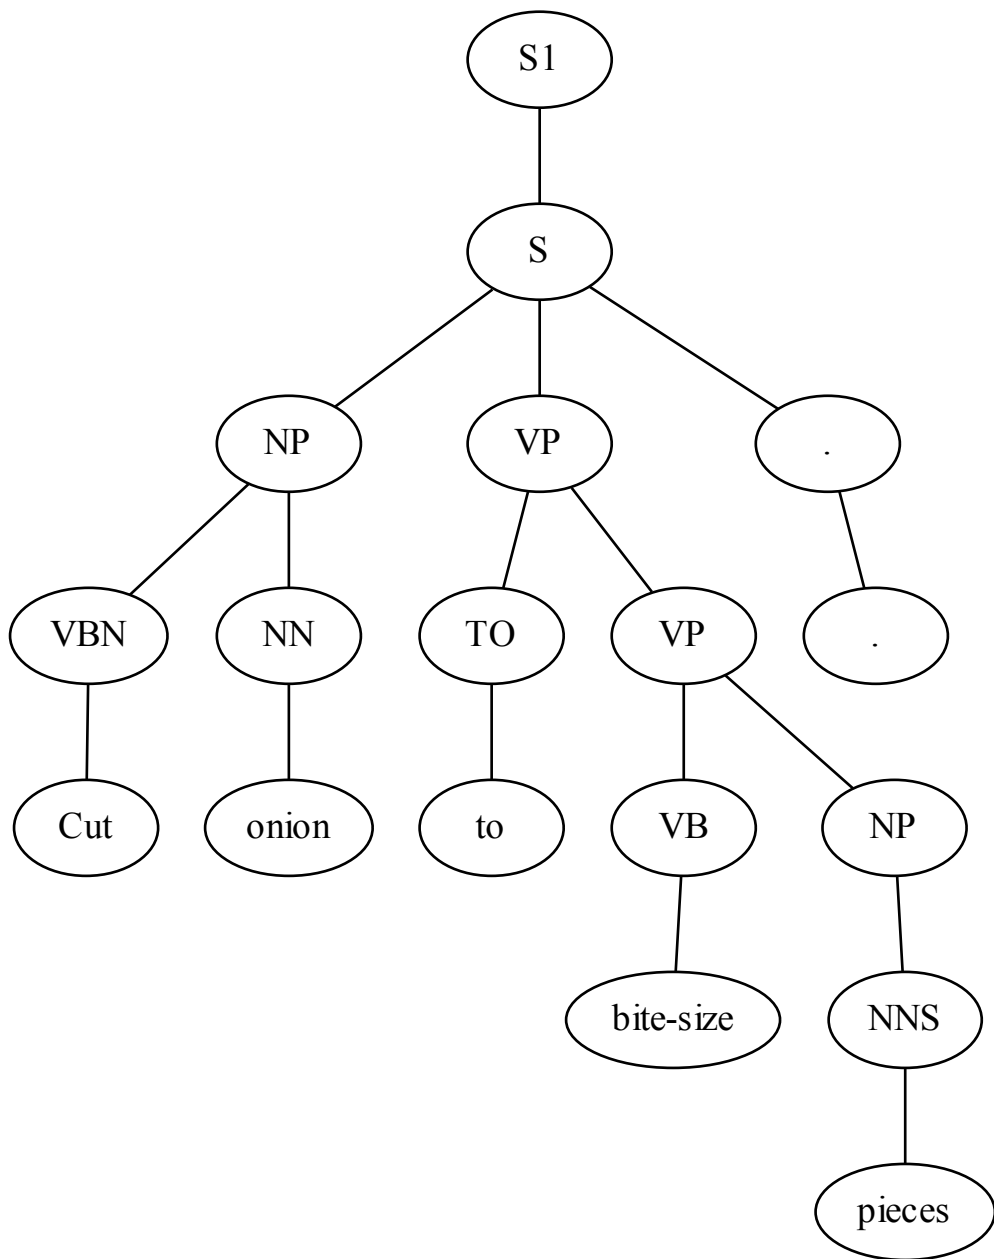 S1
S
NP VP .
VBN NN TO VP .
Cut onion to VB NP
bite-size NNS
pieces